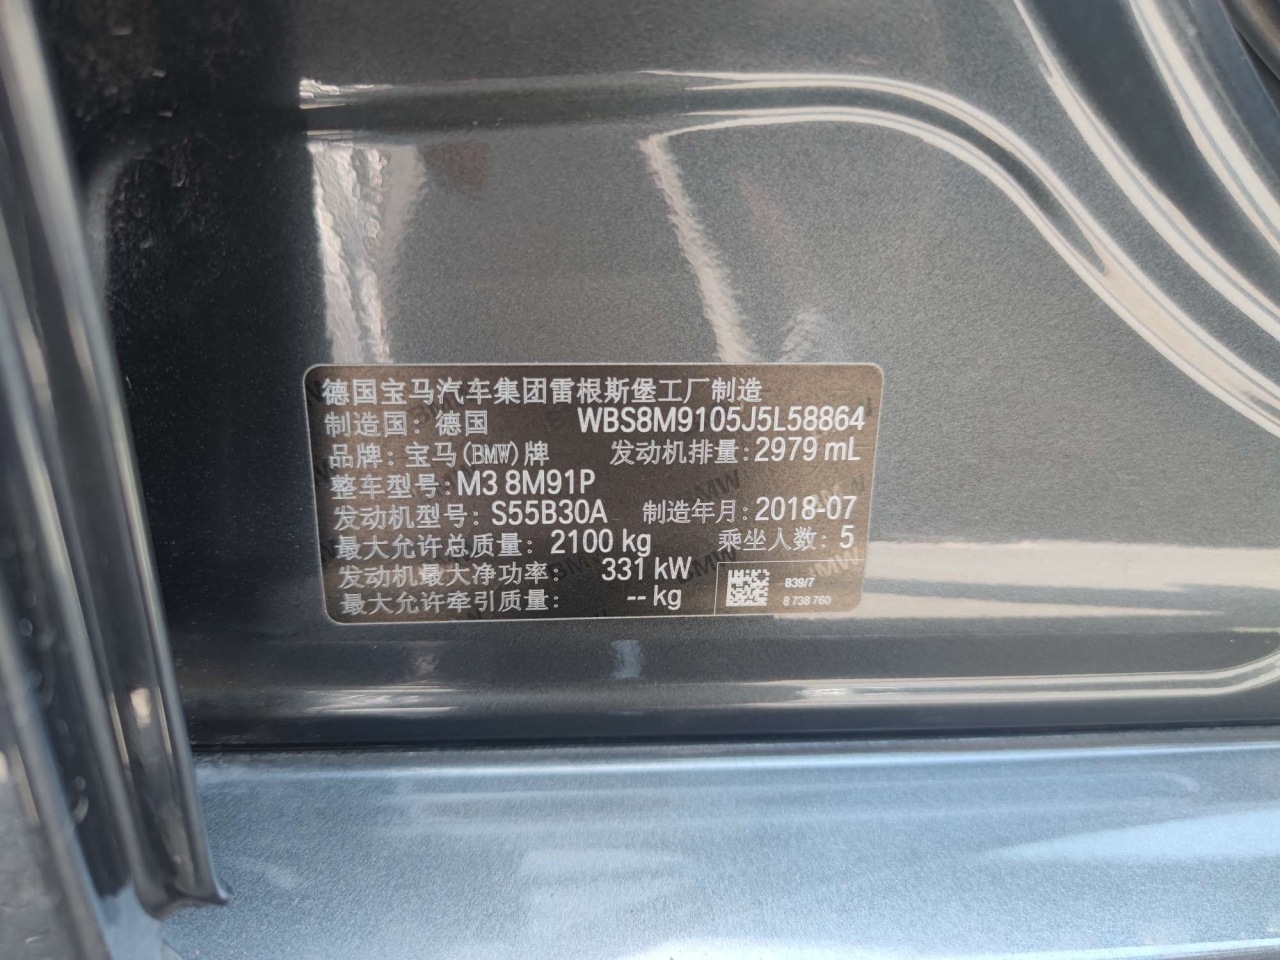 德国宝马汽车集团雷根斯堡工厂制造
制造国：德国 WBS8M9105J5L58864
品牌：宝马(BMW)牌 发动机排量：2979 mL
整车型号：M3 8M91P
发动机型号：S55B30A 制造年月：2018-07
最大允许总质量：2100 kg 乘坐人数：5
发动机最大净功率：331 kW
最大允许牵引质量：-- kg
B39/7
8 738 760